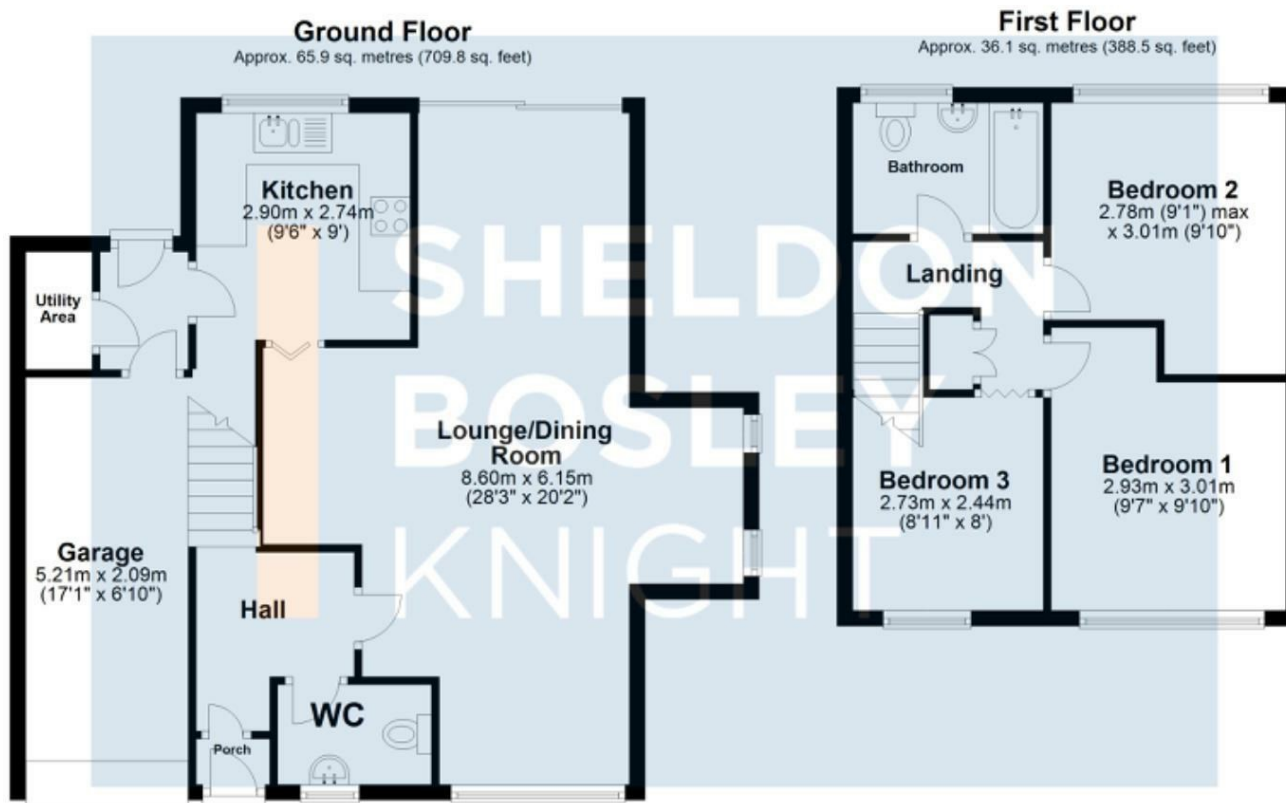 Ground Floor
Approx. 65.9 sq. metres (709.8 sq. feet)
Kitchen
2.90m x 2.74m
(9'6" x 9')
Utility
Area
Lounge/Dining
Room
8.60m x 6.15m
(28'3" x 20'2")
Garage
5.21m x 2.09m
(17'1" x 6'10")
Hall
WC
Porch
First Floor
Approx. 36.1 sq. metres (388.5 sq. feet)
Bathroom
Bedroom 2
2.78m (9'1") max
x 3.01m (9'10")
Landing
Bedroom 3
2.73m x 2.44m
(8'11" x 8')
Bedroom 1
2.93m x 3.01m
(9'7" x 9'10")
SHELDON
BOSLEY
KNIGHT